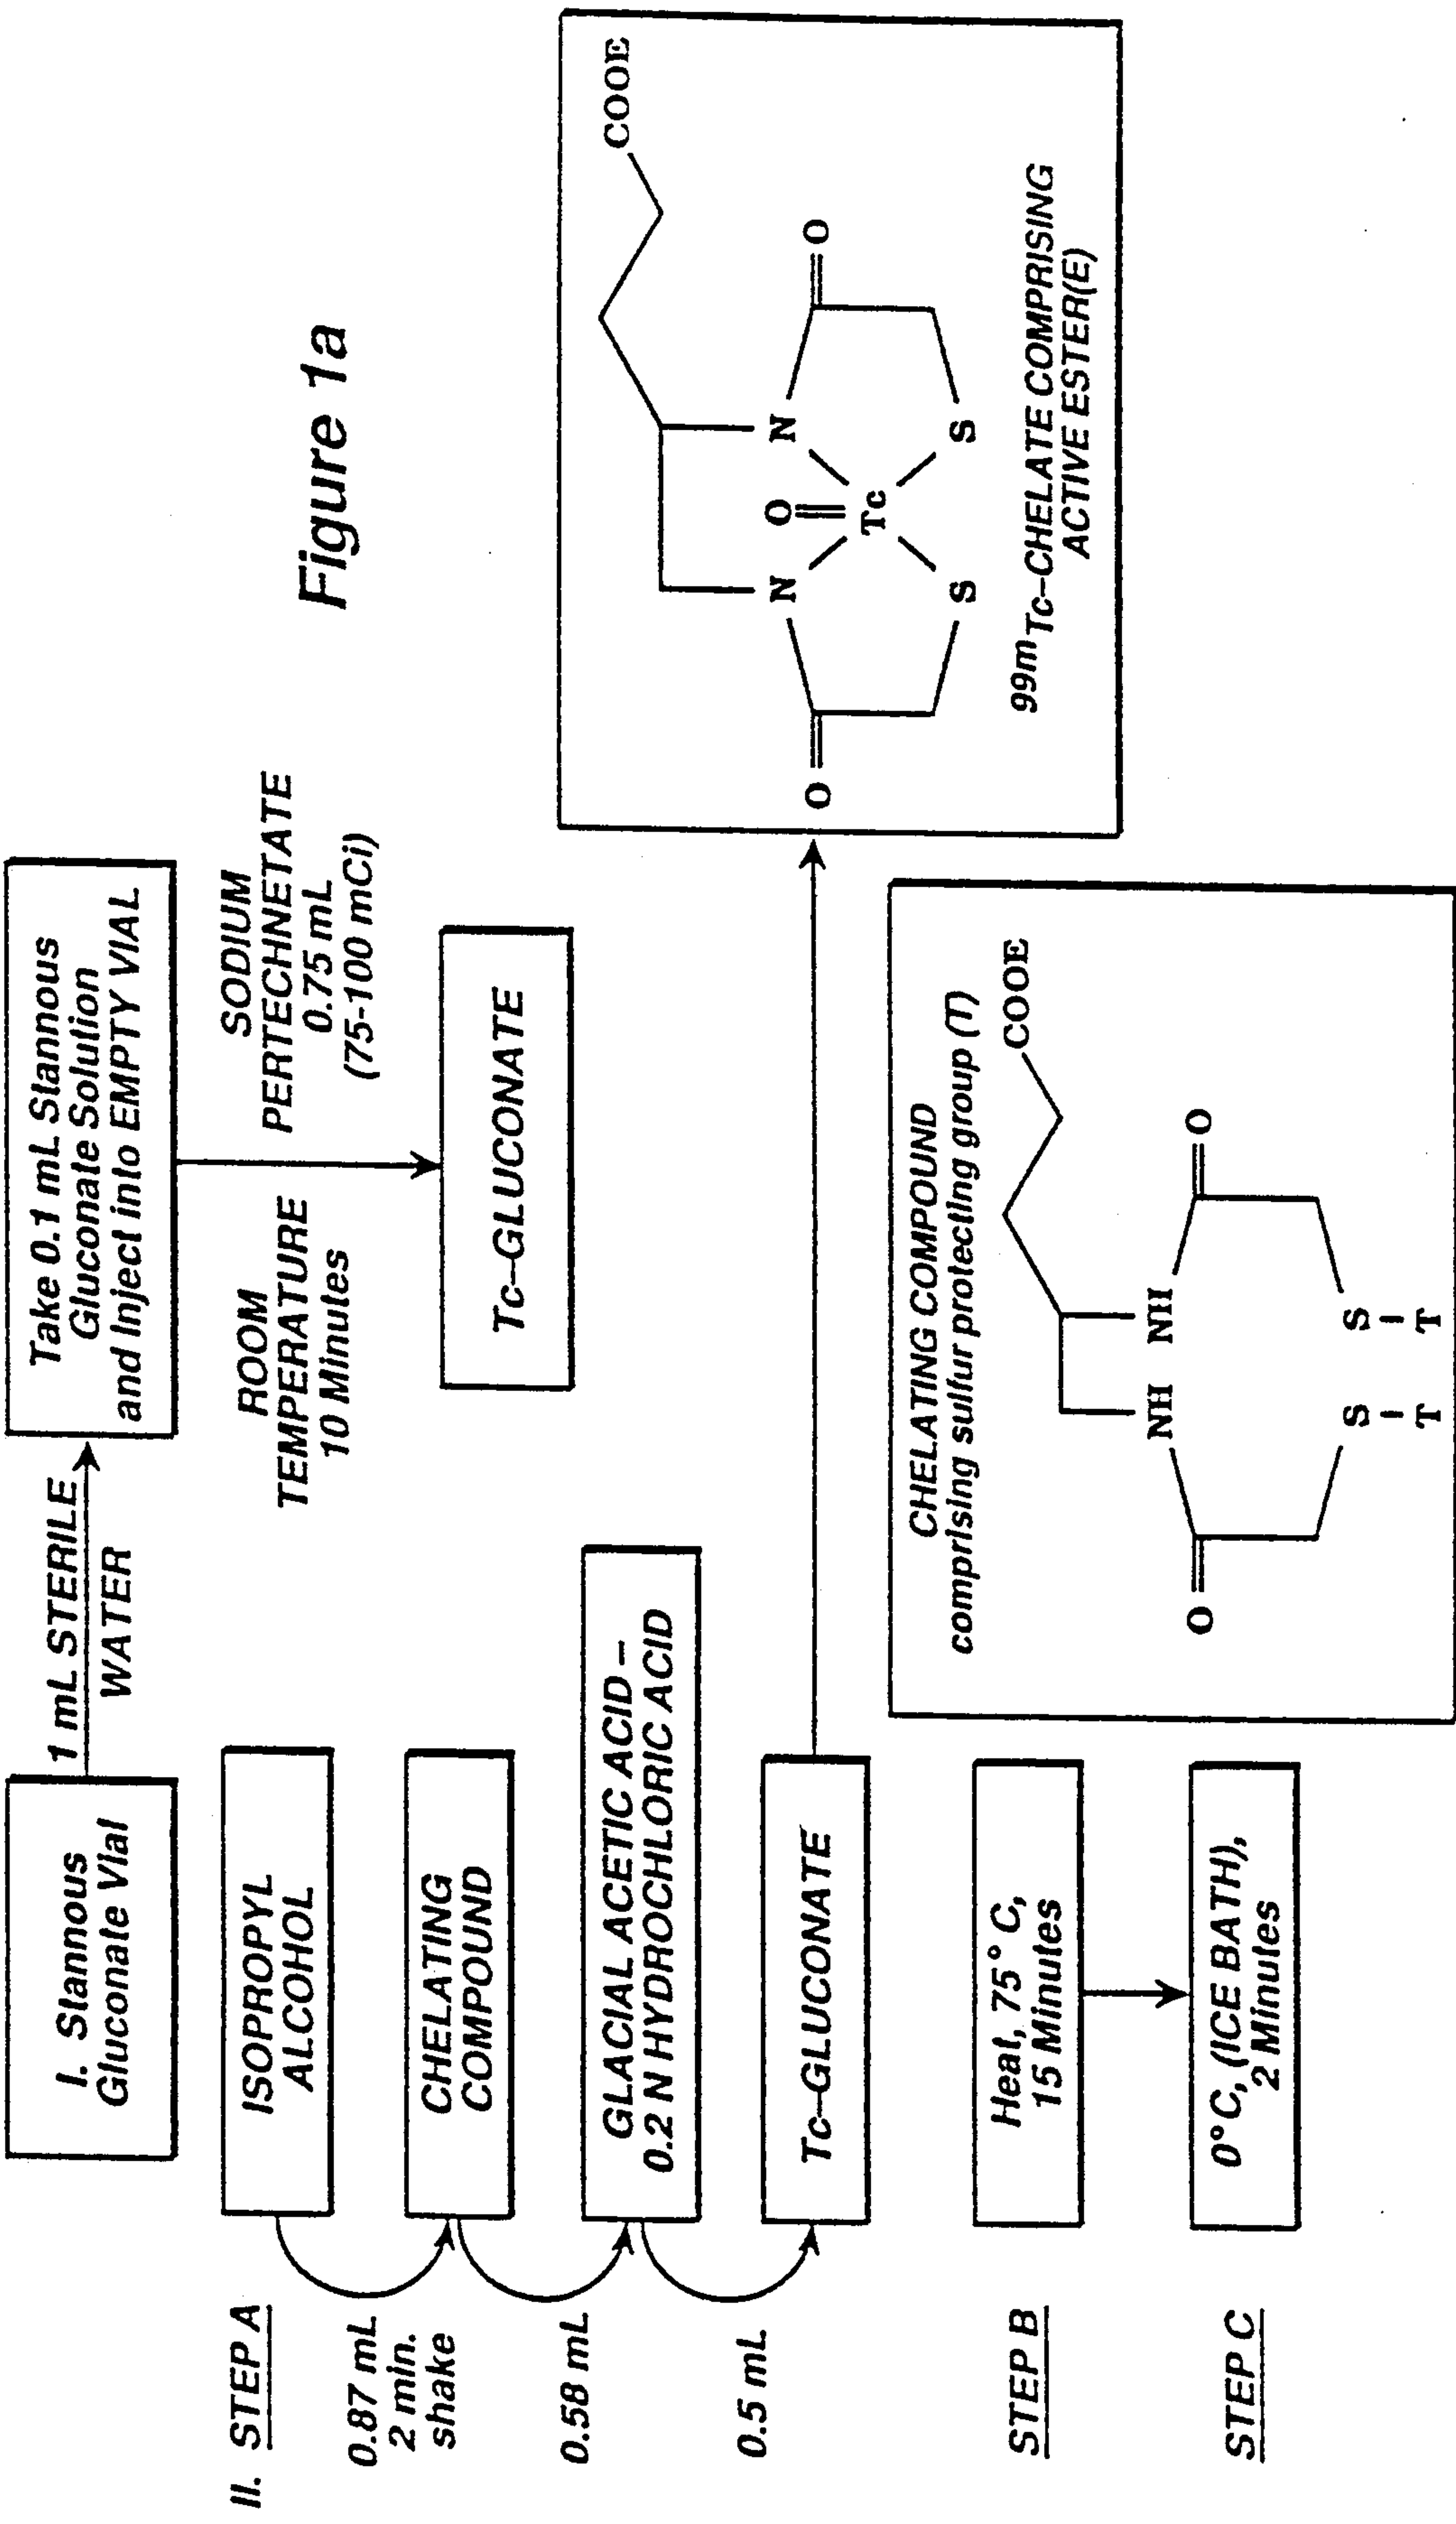 Figure 1a
I. Stannous
Gluconate Vial
1 mL STERILE
WATER
Take 0.1 mL Stannous
Gluconate Solution
and Inject into EMPTY VIAL
ROOM
TEMPERATURE
10 Minutes
SODIUM
PERTECHNETATE
0.75 mL
(75-100 mCi)
Tc–GLUCONATE
II. STEP A
ISOPROPYL
ALCOHOL
0.87 mL
2 min.
shake
CHELATING
COMPOUND
0.58 mL
GLACIAL ACETIC ACID –
0.2 N HYDROCHLORIC ACID
0.5 mL
Tc–GLUCONATE
COOE
O
N
N
O
O
Tc
S
S
99mTc–CHELATE COMPRISING
ACTIVE ESTER(E)
STEP B
Heat, 75° C,
15 Minutes
STEP C
0° C, (ICE BATH),
2 Minutes
CHELATING COMPOUND
comprising sulfur protecting group (T)
COOE
NH
NH
O
O
S
S
T
T